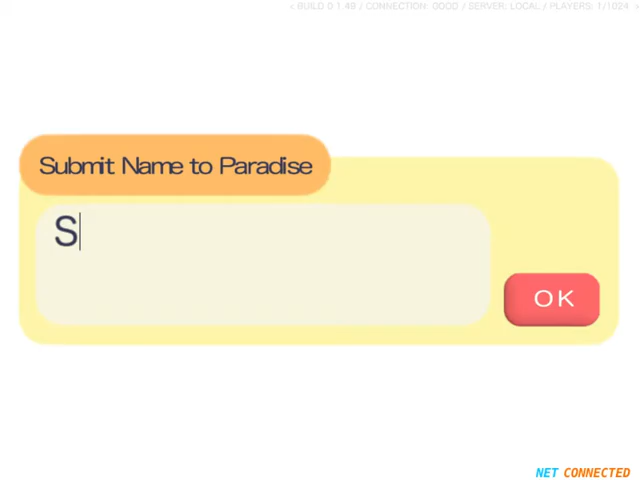 < BUILD 0.1.49 / CONNECTION: GOOD / SERVER: LOCAL / PLAYERS: 1/1024 >
Submit Name to Paradise
S
OK
NET CONNECTED